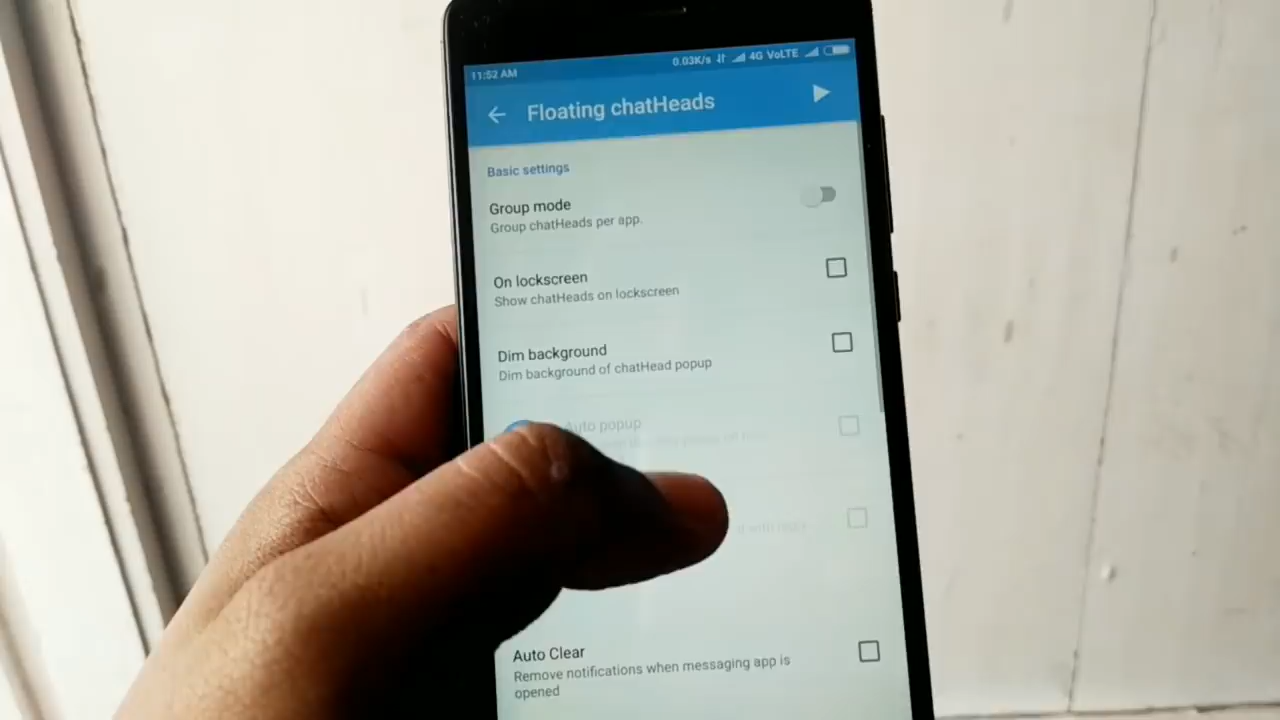 11:52 AM
0.03K/s 4G VoLTE
Floating chatHeads
Basic settings
Group mode
Group chatHeads per app.
On lockscreen
Show chatHeads on lockscreen
Dim background
Dim background of chatHead popup
Auto popup
Auto Clear
Remove notifications when messaging app is
opened